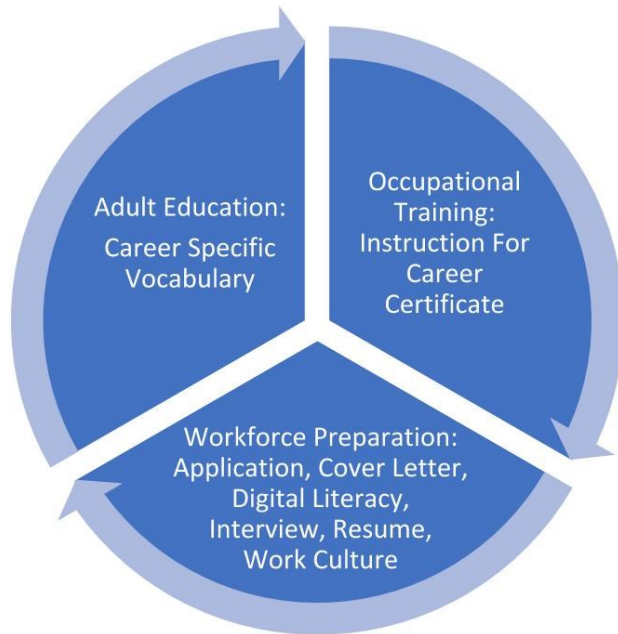 Adult Education:
Career Specific
Vocabulary
Occupational
Training:
Instruction For
Career
Certificate
Workforce Preparation:
Application, Cover Letter,
Digital Literacy,
Interview, Resume,
Work Culture